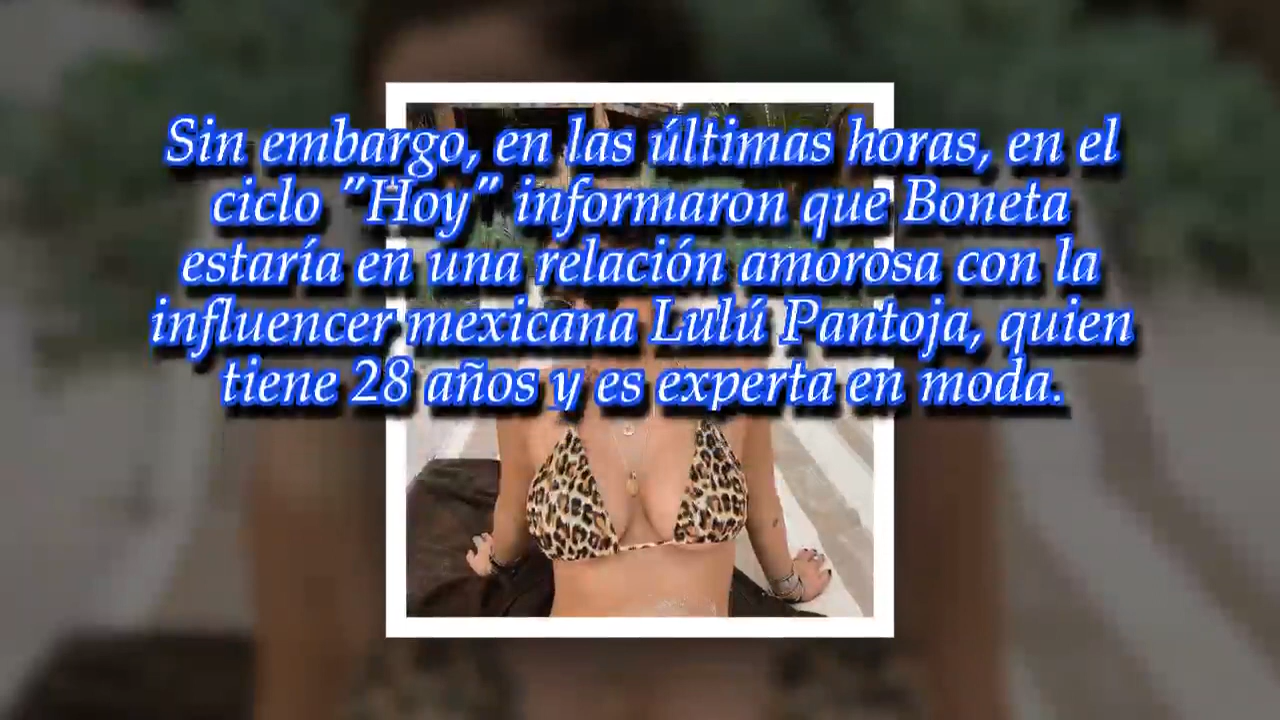 Sin embargo, en las últimas horas, en el
ciclo "Hoy" informaron que Boneta
estaría en una relación amorosa con la
influencer mexicana Lulú Pantoja, quien
tiene 28 años y es experta en moda.